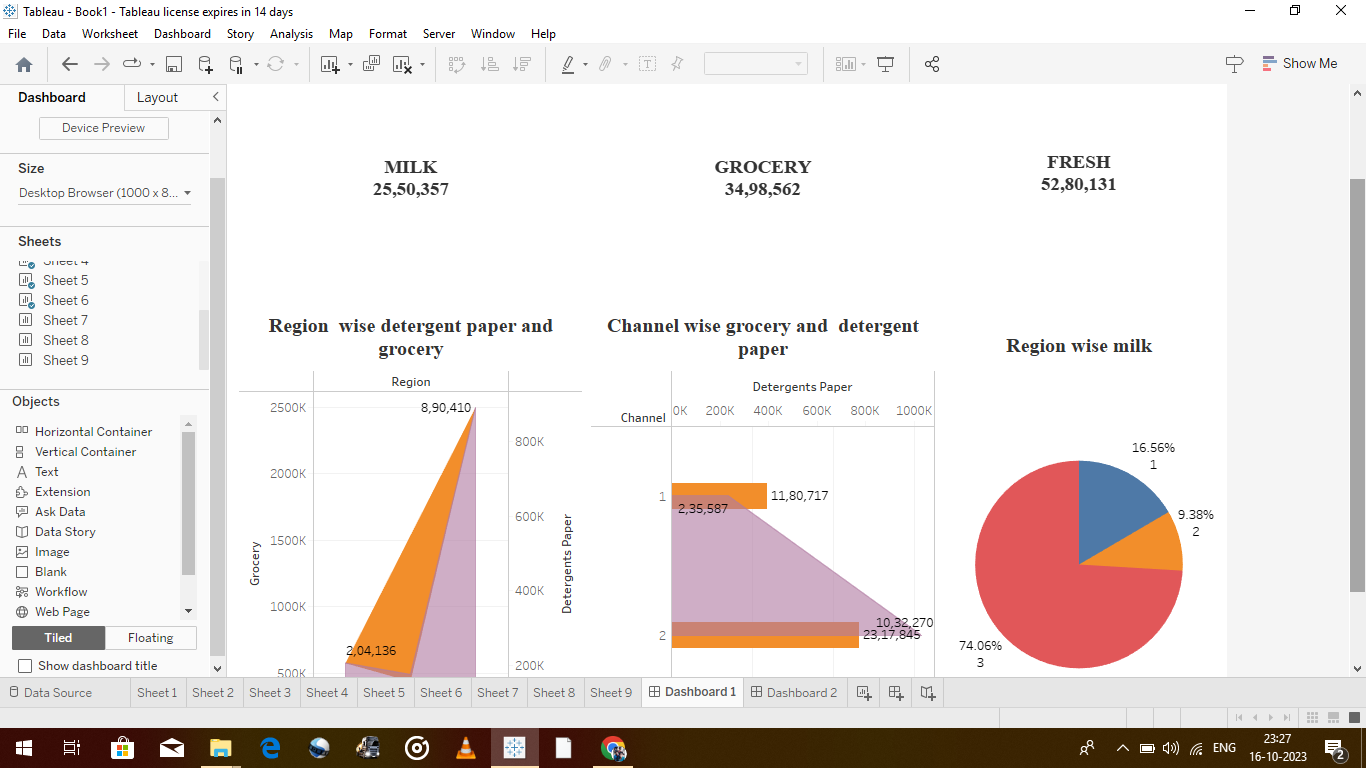 Tableau - Book1 - Tableau license expires in 14 days
File Data Worksheet Dashboard Story Analysis Map Format Server Window Help
Show Me
Dashboard Layout
Device Preview
Size
Desktop Browser (1000 x 8...
Sheets
Sheet 4
Sheet 5
Sheet 6
Sheet 7
Sheet 8
Sheet 9
Objects
Horizontal Container
Vertical Container
Text
Extension
Ask Data
Data Story
Image
Blank
Workflow
Web Page
Tiled Floating
Show dashboard title
MILK
25,50,357
GROCERY
34,98,562
FRESH
52,80,131
Region wise detergent paper and
grocery
Region
2500K
2000K
1500K
1000K
500K
Grocery
8,90,410
2,04,136
800K
600K
400K
200K
Detergents Paper
Channel wise grocery and detergent
paper
Detergents Paper
Channel
0K 200K 400K 600K 800K 1000K
1
11,80,717
2,35,587
2
10,32,270
23,17,845
Region wise milk
16.56%
1
9.38%
2
74.06%
3
Data Source Sheet 1 Sheet 2 Sheet 3 Sheet 4 Sheet 5 Sheet 6 Sheet 7 Sheet 8 Sheet 9 Dashboard 1 Dashboard 2
ENG
23:27
16-10-2023
2